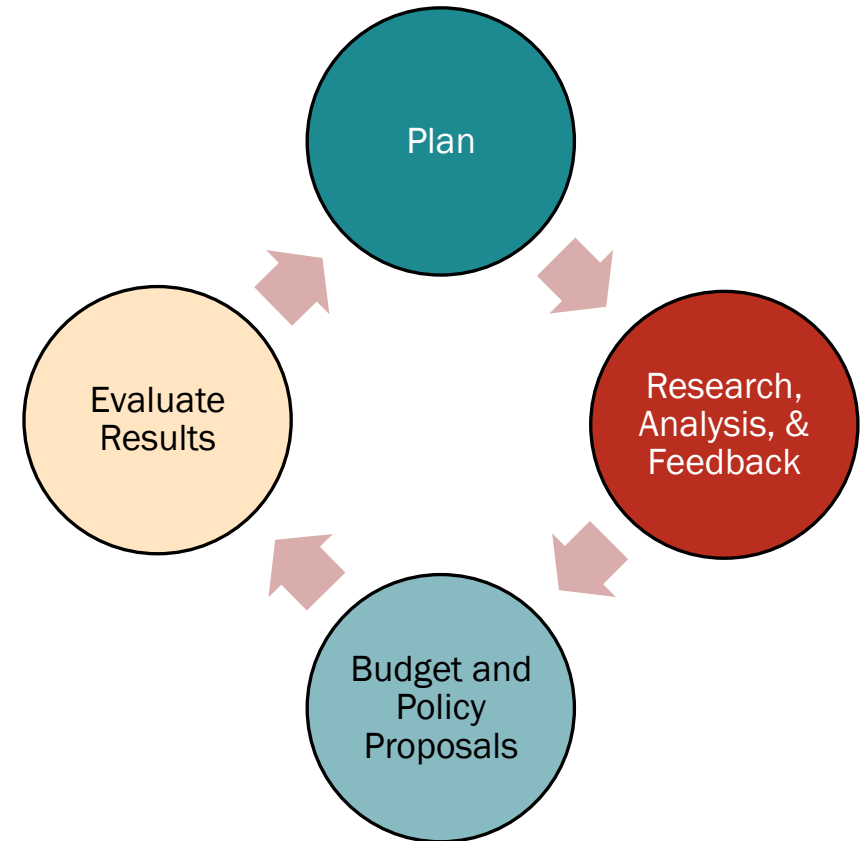 Plan
Research,
Analysis, &
Feedback
Budget and
Policy
Proposals
Evaluate
Results